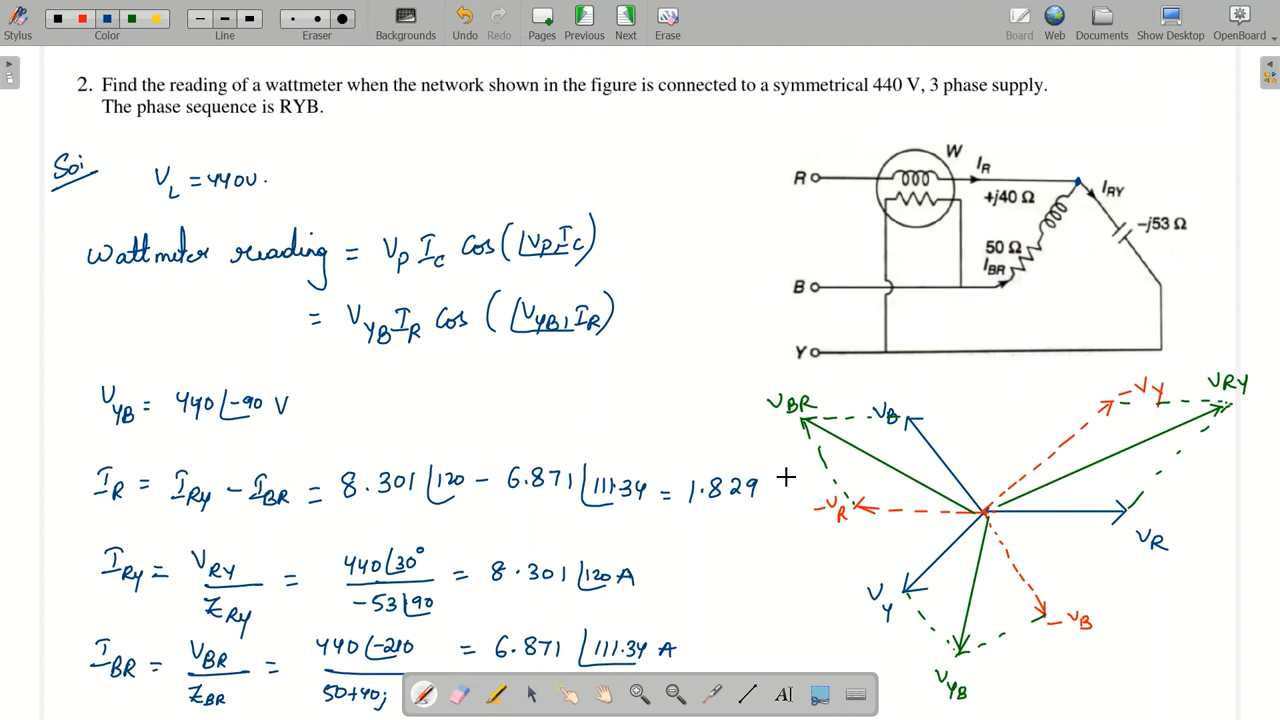 Stylus
Color
Line
Eraser
Backgrounds
Undo
Redo
Pages
Previous
Next
Erase
Board
Web
Documents
Show Desktop
OpenBoard
2. Find the reading of a wattmeter when the network shown in the figure is connected to a symmetrical 440 V, 3 phase supply.
The phase sequence is RYB.
Sol
V_L = 440V.
Wattmeter reading = V_P I_C Cos(∠V_P I_C)
= V_YB I_R Cos (∠V_YB, I_R)
V_YB = 440∠-90 V
I_R = I_RY - I_BR = 8.301∠120 - 6.871∠111.34 = 1.829
I_RY = V_RY / Z_RY = 440∠30° / -53∠90 = 8.301∠120 A
I_BR = V_BR / Z_BR = 440∠-210 / 50+40j = 6.871∠111.34 A
W
R
I_R
+j40 Ω
I_RY
-j53 Ω
50 Ω
I_BR
B
Y
V_BR
V_B
-V_Y
V_RY
-V_R
V_R
V_Y
-V_B
V_YB